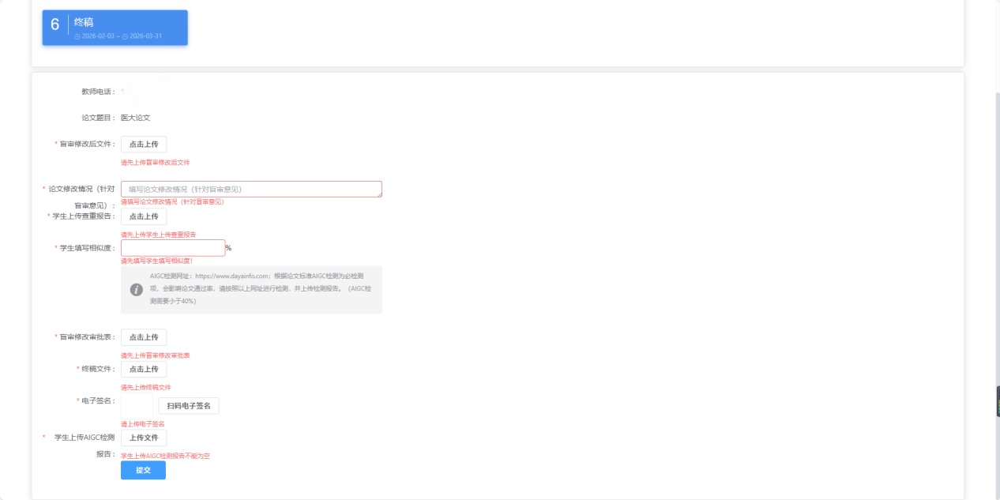 6 终稿
2026-02-03 ~ 2026-03-31
教师电话：
论文题目： 医大论文
* 盲审修改后文件： 点击上传
请先上传盲审修改后文件
* 论文修改情况（针对 填写论文修改情况（针对盲审意见）
盲审意见）： 请填写论文修改情况（针对盲审意见）
* 学生上传查重报告： 点击上传
请先上传学生上传查重报告
* 学生填写相似度： %
请先填写学生填写相似度!
AIGC检测网址：https://www.dayainfo.com；根据论文标准AIGC检测为必检测
项，会影响论文通过率，请按照以上网址进行检测、并上传检测报告。（AIGC检
测需要小于40%）
* 盲审修改审批表： 点击上传
请先上传盲审修改审批表
* 终稿文件： 点击上传
请先上传终稿文件
* 电子签名： 扫码电子签名
请上传电子签名
* 学生上传AIGC检测 上传文件
报告： 学生上传AIGC检测报告不能为空
提交